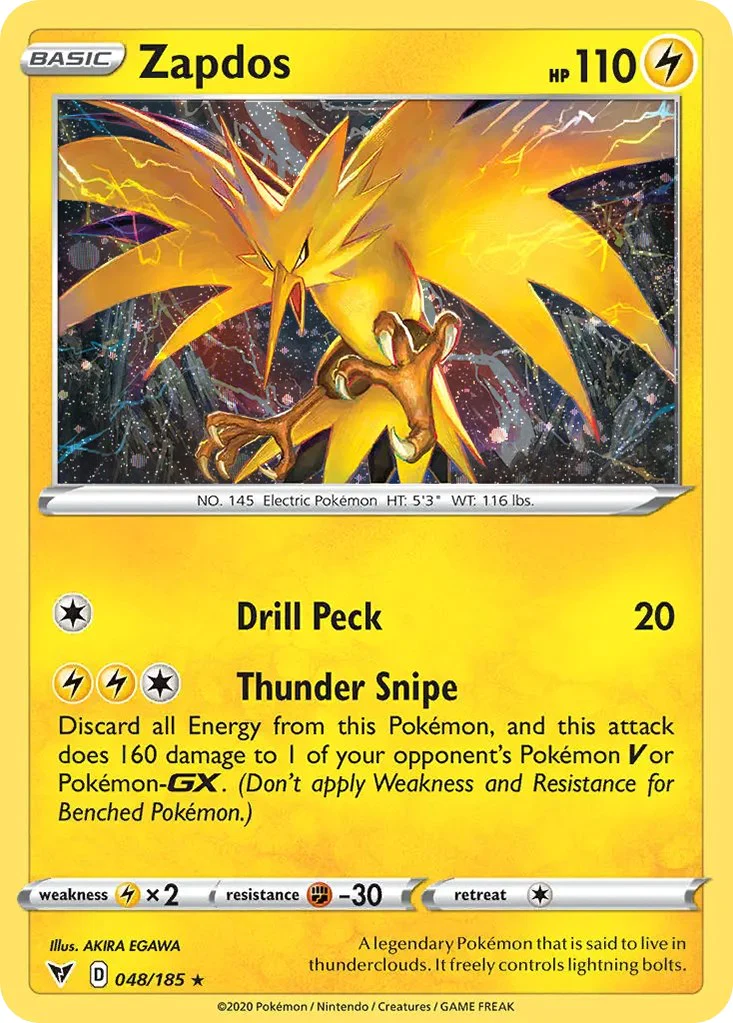 BASIC Zapdos HP 110
NO. 145 Electric Pokémon HT: 5'3" WT: 116 lbs.
Drill Peck 20
Thunder Snipe
Discard all Energy from this Pokémon, and this attack
does 160 damage to 1 of your opponent's Pokémon V or
Pokémon-GX. (Don't apply Weakness and Resistance for
Benched Pokémon.)
weakness ×2 resistance -30 retreat
Illus. AKIRA EGAWA
A legendary Pokémon that is said to live in
thunderclouds. It freely controls lightning bolts.
D 048/185 ★
©2020 Pokémon / Nintendo / Creatures / GAME FREAK